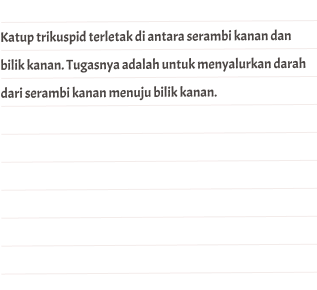 Katup trikuspid terletak di antara serambi kanan dan
bilik kanan. Tugasnya adalah untuk menyalurkan darah
dari serambi kanan menuju bilik kanan.